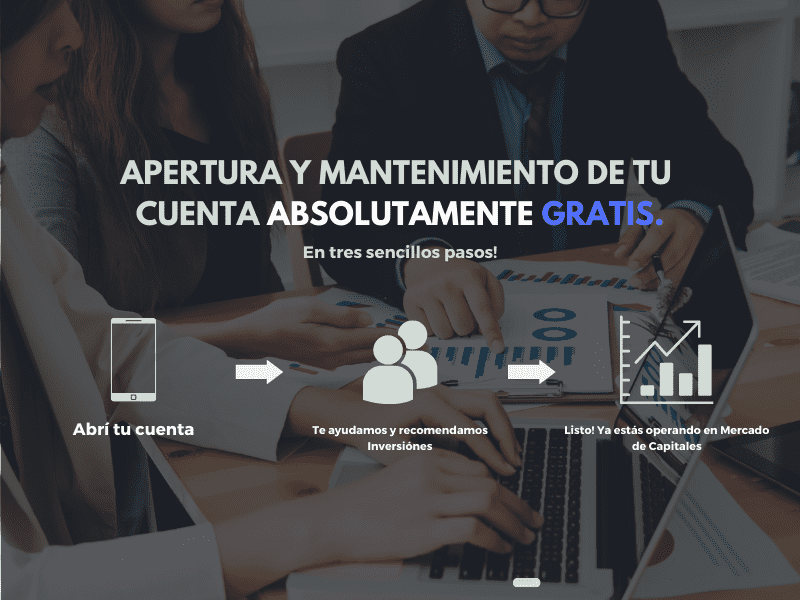 APERTURA Y MANTENIMIENTO DE TU
CUENTA ABSOLUTAMENTE GRATIS.
En tres sencillos pasos!
Abrí tu cuenta
Te ayudamos y recomendamos
Inversiónes
Listo! Ya estás operando en Mercado
de Capitales